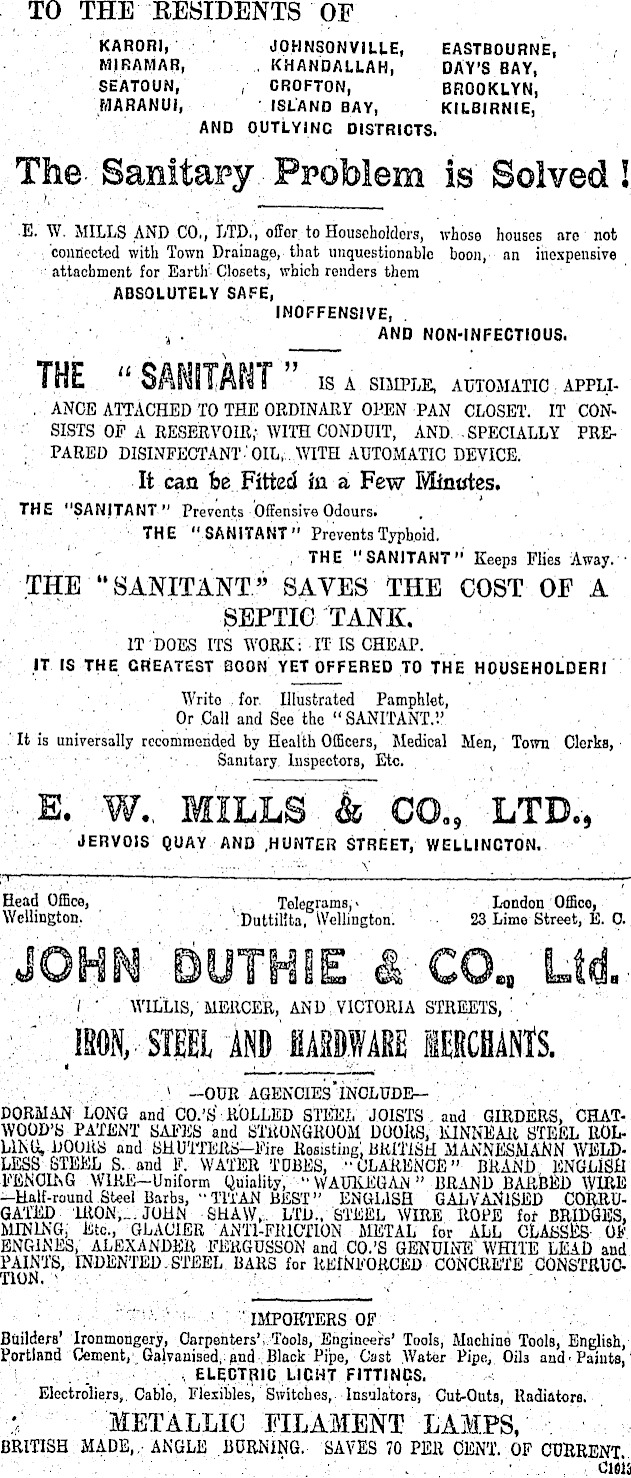 TO THE RESIDENTS OF
KARORI, JOHNSONVILLE, EASTBOURNE,
MIRAMAR, KHANDALLAH, DAY'S BAY,
SEATOUN, CROFTON, BROOKLYN,
MARANUI, ISLAND BAY, KILBIRNIE,
AND OUTLYING DISTRICTS.
The Sanitary Problem is Solved!
E. W. MILLS AND CO., LTD., offer to Householders, whose houses are not
connected with Town Drainage, that unquestionable boon, an inexpensive
attachment for Earth Closets, which renders them
ABSOLUTELY SAFE,
INOFFENSIVE,
AND NON-INFECTIOUS.
THE "SANITANT" IS A SIMPLE, AUTOMATIC APPLI-
ANCE ATTACHED TO THE ORDINARY OPEN PAN CLOSET. IT CON-
SISTS OF A RESERVOIR, WITH CONDUIT, AND SPECIALLY PRE-
PARED DISINFECTANT OIL, WITH AUTOMATIC DEVICE.
It can be Fitted in a Few Minutes.
THE "SANITANT" Prevents Offensive Odours.
THE "SANITANT" Prevents Typhoid.
THE "SANITANT" Keeps Flies Away.
THE "SANITANT" SAVES THE COST OF A
SEPTIC TANK.
IT DOES ITS WORK: IT IS CHEAP.
IT IS THE GREATEST BOON YET OFFERED TO THE HOUSEHOLDER!
Write for Illustrated Pamphlet,
Or Call and See the "SANITANT."
It is universally recommended by Health Officers, Medical Men, Town Clerks,
Sanitary Inspectors, Etc.
E. W. MILLS & CO., LTD.,
JERVOIS QUAY AND HUNTER STREET, WELLINGTON.
Head Office, Telegrams, London Office,
Wellington. Duttilita, Wellington. 23 Lime Street, E. C.
JOHN DUTHIE & CO., Ltd.
WILLIS, MERCER, AND VICTORIA STREETS,
IRON, STEEL AND HARDWARE MERCHANTS.
—OUR AGENCIES INCLUDE—
DORMAN LONG and CO.'S ROLLED STEEL JOISTS and GIRDERS, CHAT-
WOOD'S PATENT SAFES and STRONGROOM DOORS, KINNEAR STEEL ROL-
LING, DOORS and SHUTTERS—Fire Resisting, BRITISH MANNESMANN WELD-
LESS STEEL S. and F. WATER TUBES, "CLARENCE" BRAND ENGLISH
FENCING WIRE—Uniform Quiality, "WAUKEGAN" BRAND BARBED WIRE
—Half-round Steel Barbs, "TITAN BEST" ENGLISH GALVANISED CORRU-
GATED IRON, JOHN SHAW, LTD., STEEL WIRE ROPE for BRIDGES,
MINING, Etc., GLACIER ANTI-FRICTION METAL for ALL CLASSES OF
ENGINES, ALEXANDER FERGUSSON and CO.'S GENUINE WHITE LEAD and
PAINTS, INDENTED STEEL BARS for REINFORCED CONCRETE CONSTRUC-
TION.
IMPORTERS OF
Builders' Ironmongery, Carpenters' Tools, Engineers' Tools, Machine Tools, English,
Portland Cement, Galvanised and Black Pipe, Cast Water Pipe, Oils and Paints,
ELECTRIC LIGHT FITTINGS.
Electroliers, Cable, Flexibles, Switches, Insulators, Cut-Outs, Radiators.
METALLIC FILAMENT LAMPS,
BRITISH MADE, ANGLE BURNING. SAVES 70 PER CENT. OF CURRENT.